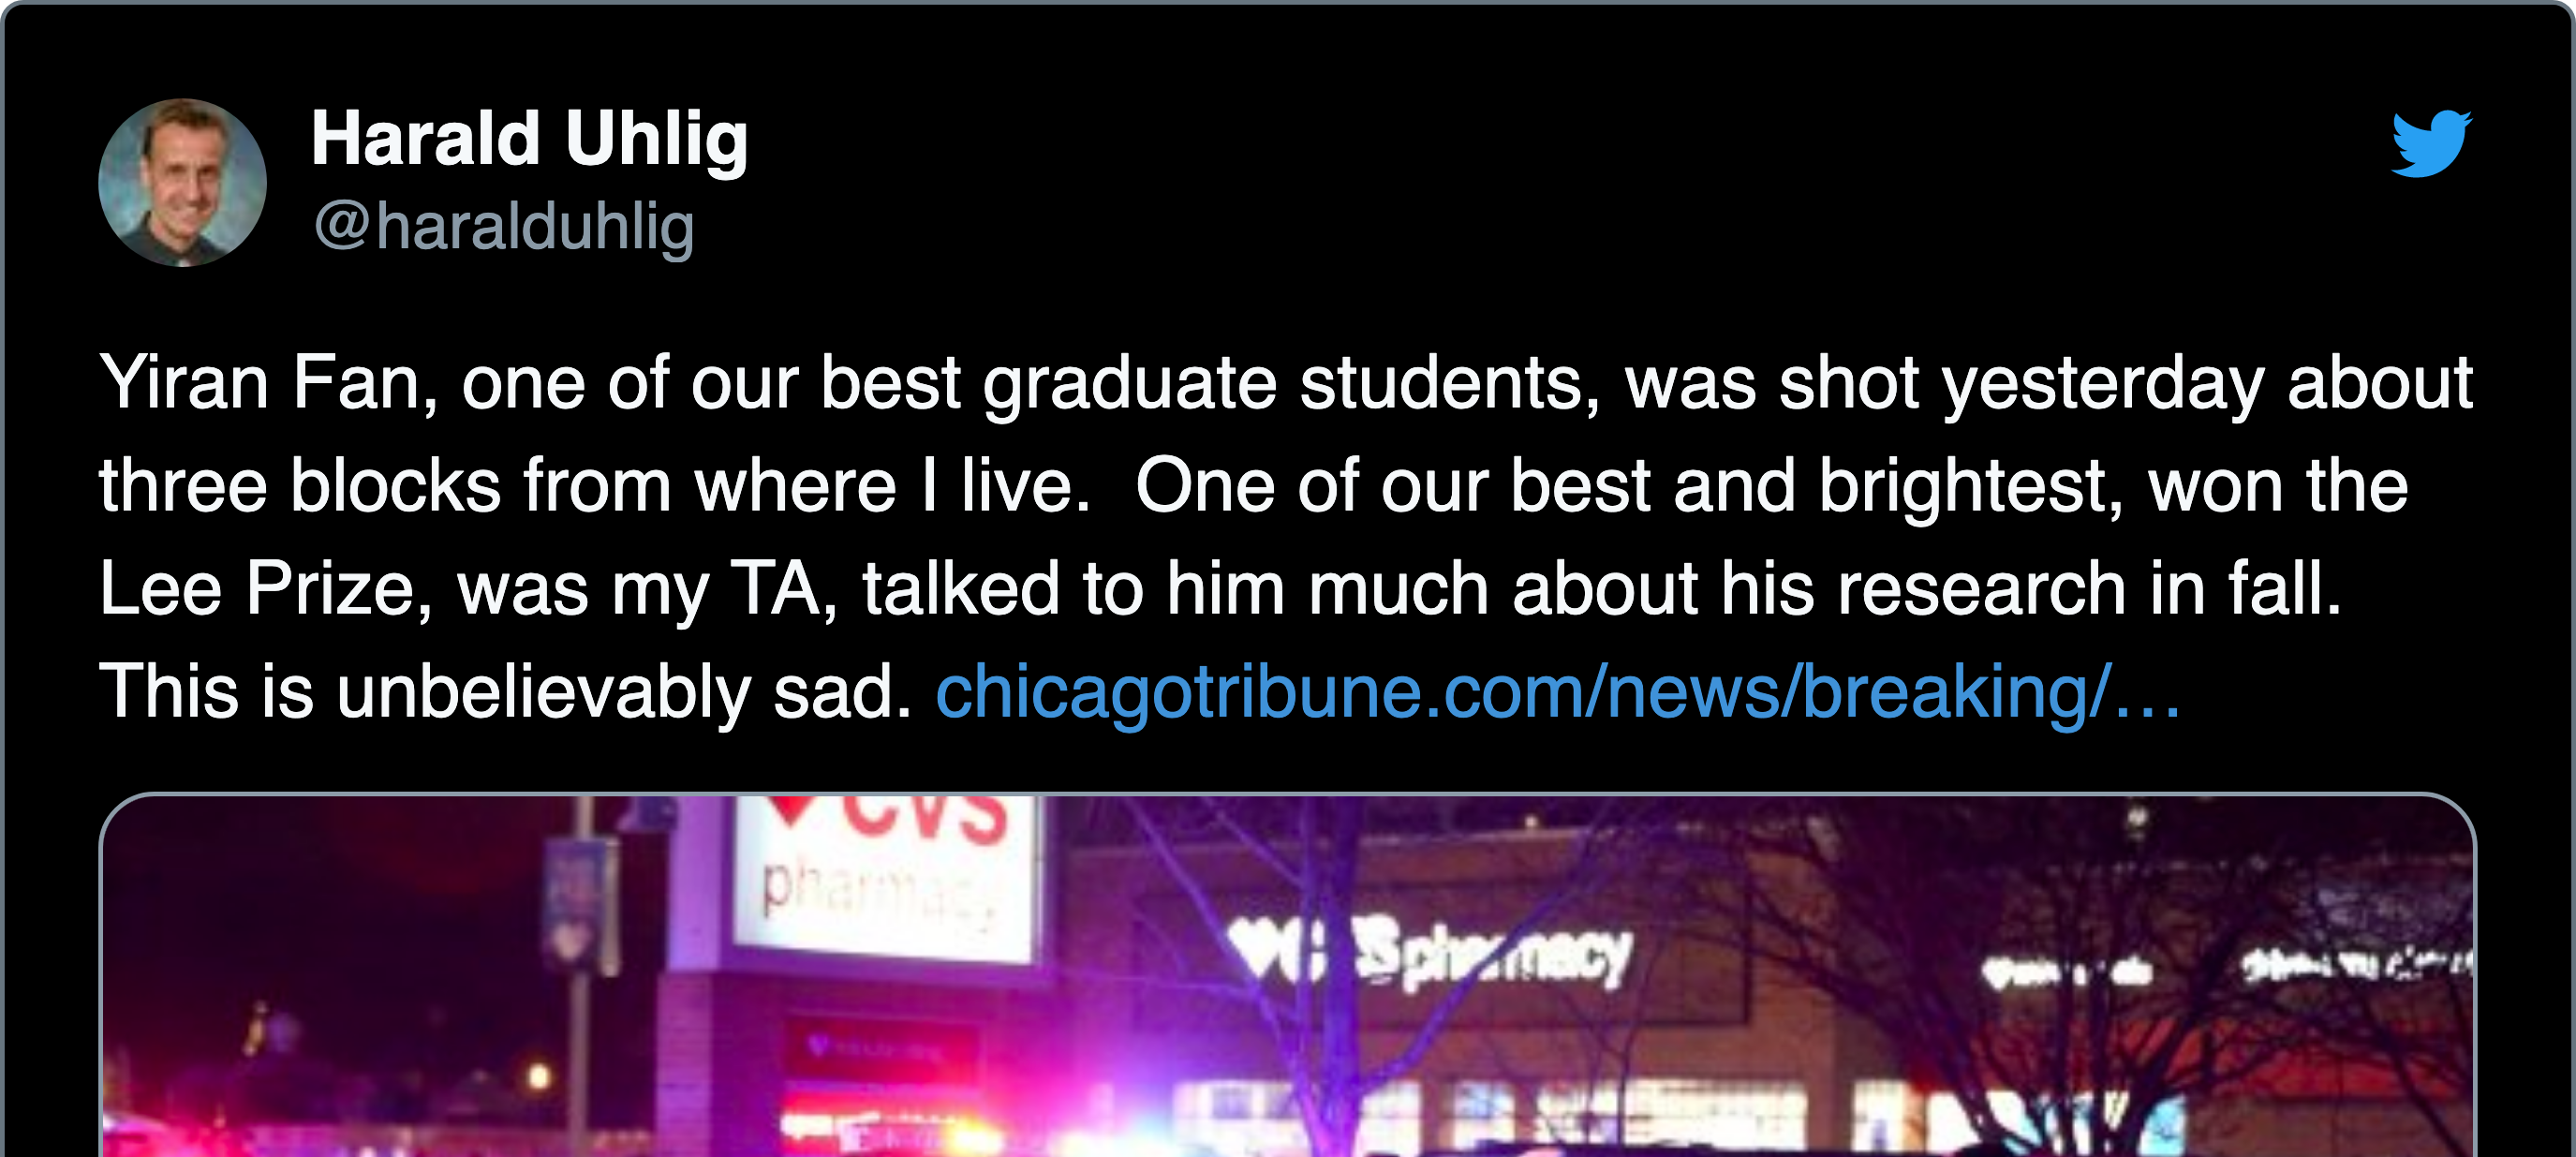 Harald Uhlig
@haralduhlig
Yiran Fan, one of our best graduate students, was shot yesterday about
three blocks from where I live.  One of our best and brightest, won the
Lee Prize, was my TA, talked to him much about his research in fall.
This is unbelievably sad. chicagotribune.com/news/breaking/…
CVS
pharmacy
CVS pharmacy